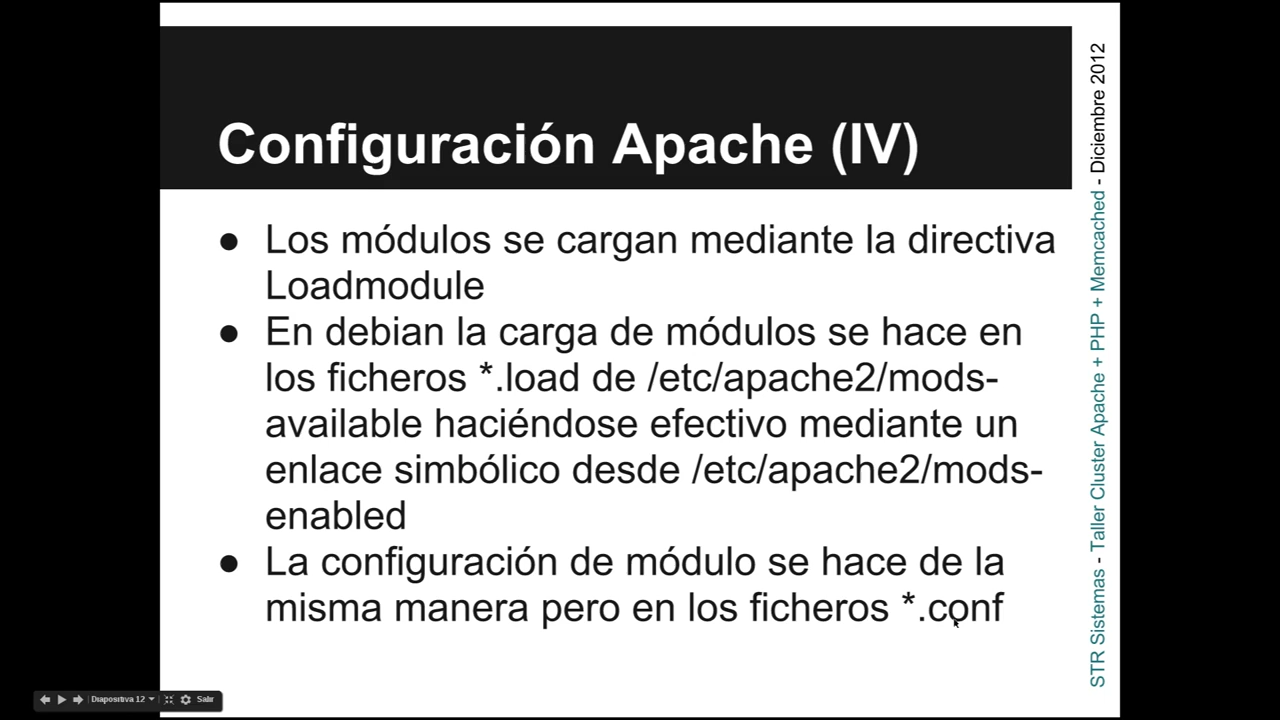 Configuración Apache (IV)
● Los módulos se cargan mediante la directiva
Loadmodule
● En debian la carga de módulos se hace en
los ficheros *.load de /etc/apache2/mods-
available haciéndose efectivo mediante un
enlace simbólico desde /etc/apache2/mods-
enabled
● La configuración de módulo se hace de la
misma manera pero en los ficheros *.conf
STR Sistemas - Taller Cluster Apache + PHP + Memcached - Diciembre 2012
Diapositiva 12
Salir